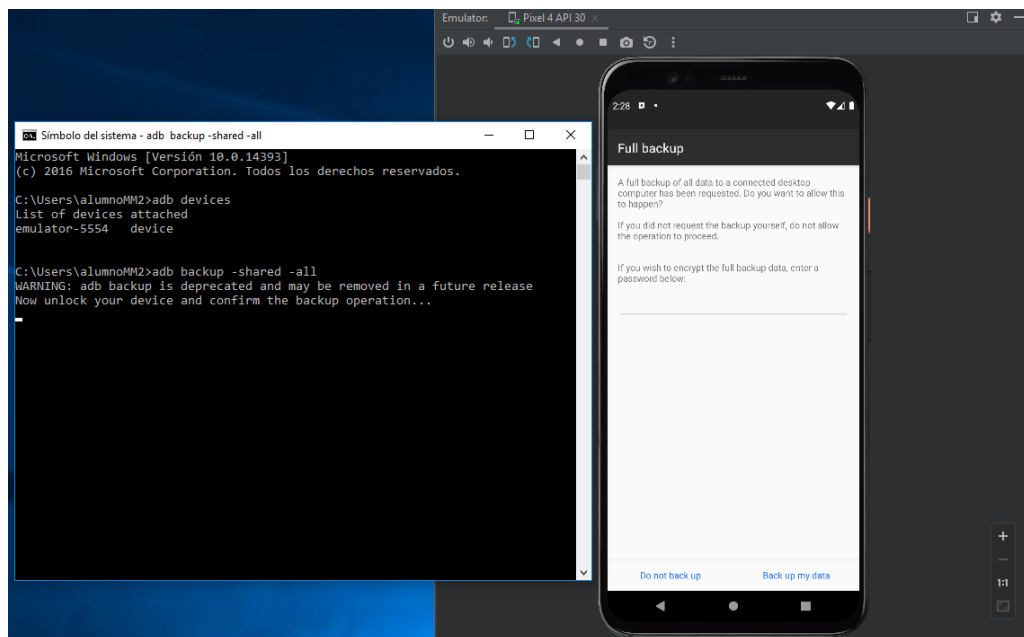 Emulator: Pixel 4 API 30
Símbolo del sistema - adb  backup -shared -all
Microsoft Windows [Versión 10.0.14393]
(c) 2016 Microsoft Corporation. Todos los derechos reservados.
C:\Users\alumnoMM2>adb devices
List of devices attached
emulator-5554   device
C:\Users\alumnoMM2>adb backup -shared -all
WARNING: adb backup is deprecated and may be removed in a future release
Now unlock your device and confirm the backup operation...
2:28
Full backup
A full backup of all data to a connected desktop
computer has been requested. Do you want to allow this
to happen?
If you did not request the backup yourself, do not allow
the operation to proceed.
If you wish to encrypt the full backup data, enter a
password below:
Do not back up
Back up my data
1:1